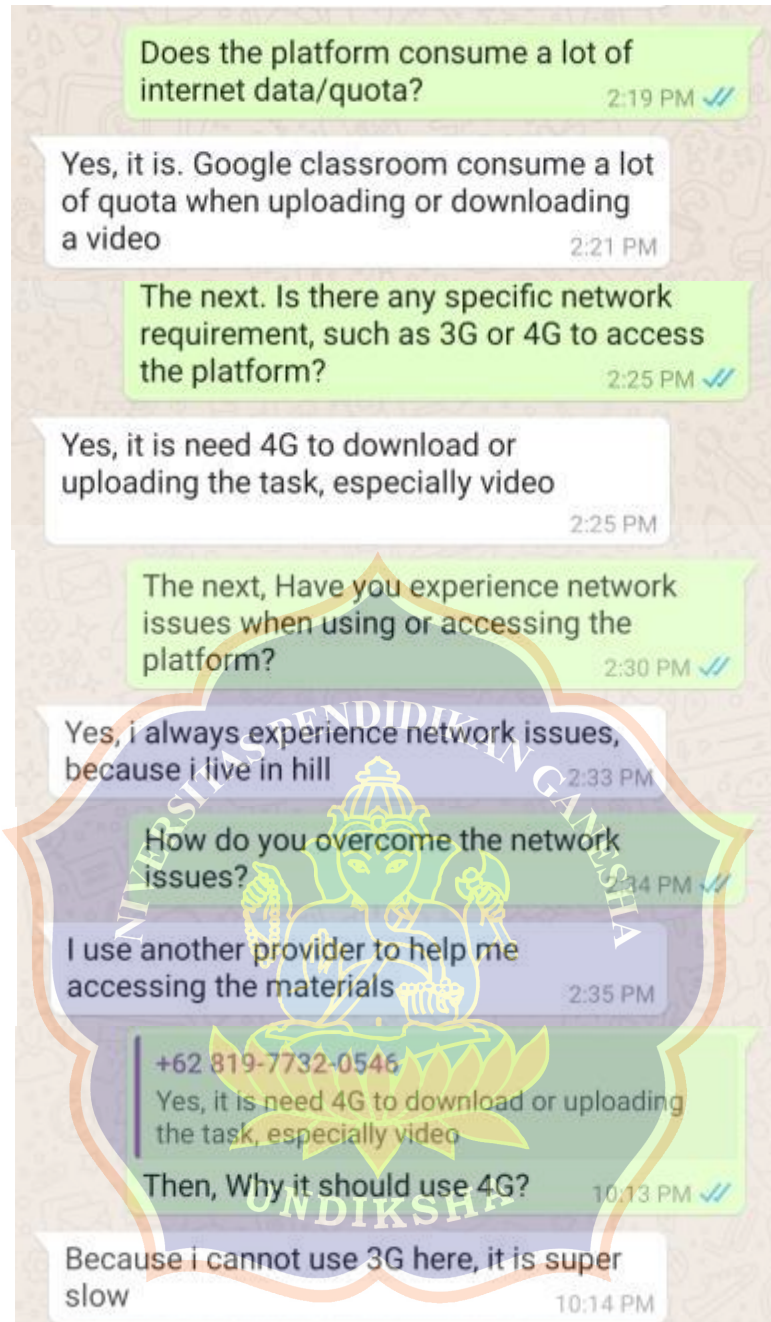 Does the platform consume a lot of
internet data/quota?
2:19 PM
Yes, it is. Google classroom consume a lot
of quota when uploading or downloading
a video
2:21 PM
The next. Is there any specific network
requirement, such as 3G or 4G to access
the platform?
2:25 PM
Yes, it is need 4G to download or
uploading the task, especially video
2:25 PM
The next, Have you experience network
issues when using or accessing the
platform?
2:30 PM
Yes, i always experience network issues,
because i live in hill
2:33 PM
How do you overcome the network
issues?
2:34 PM
I use another provider to help me
accessing the materials
2:35 PM
+62 819-7732-0546
Yes, it is need 4G to download or uploading
the task, especially video
Then, Why it should use 4G?
10:13 PM
Because i cannot use 3G here, it is super
slow
10:14 PM
NIVERSITAS PENDIDIKAN GANESHA
UNDIKSHA